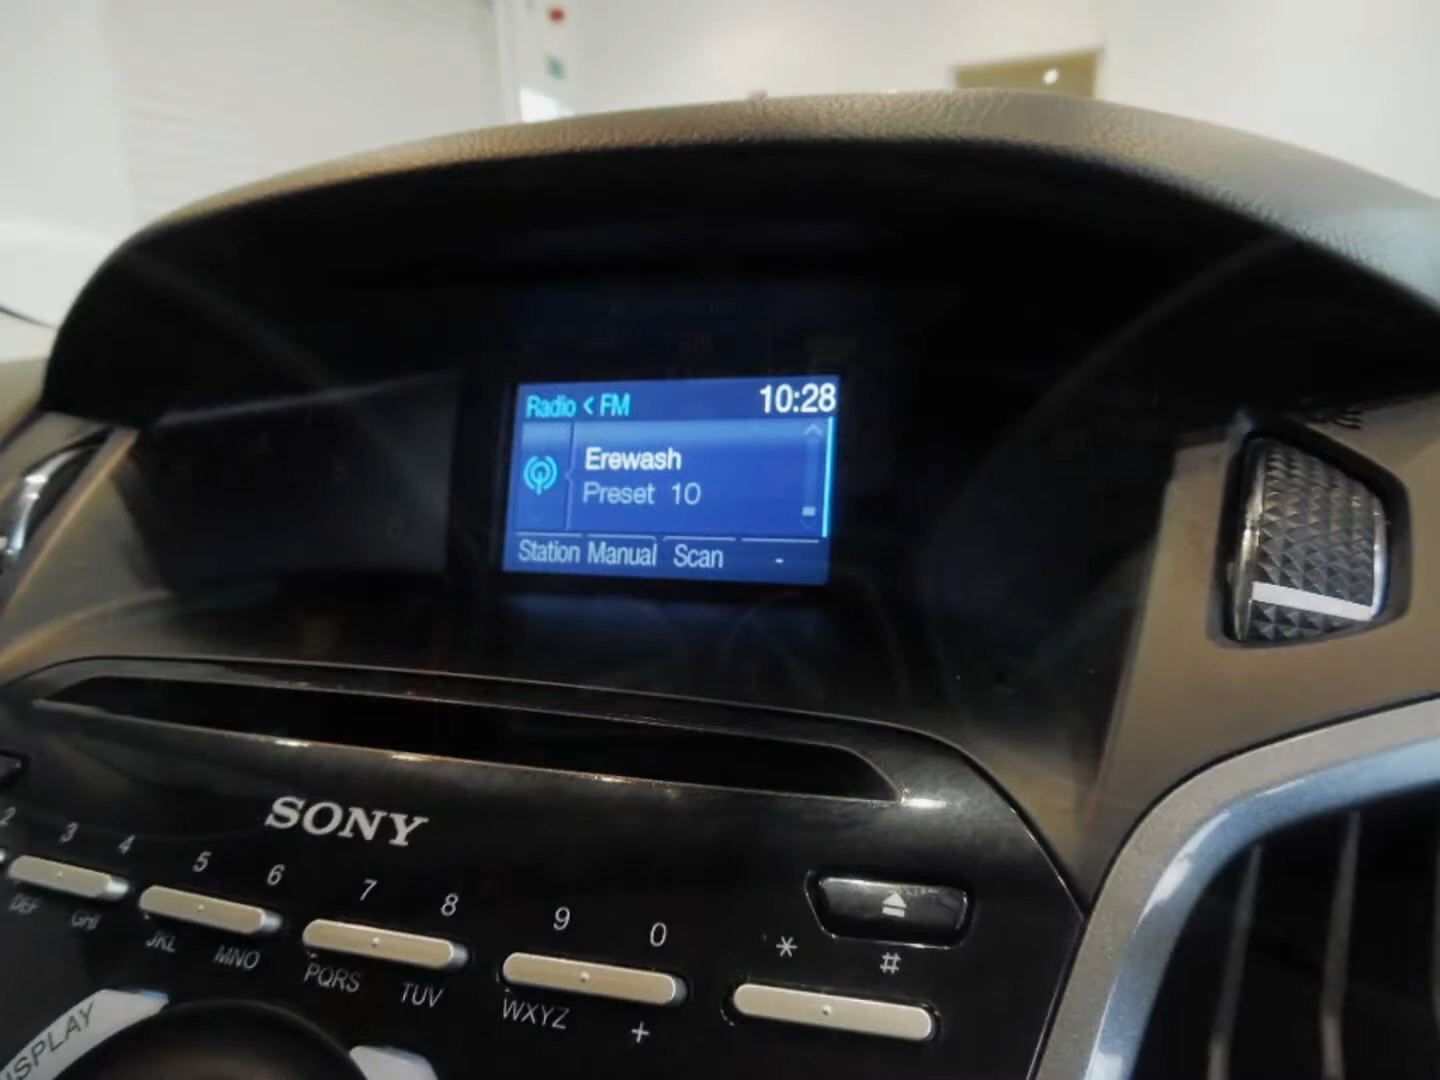 Radio < FM 10:28
Erewash
Preset 10
Station Manual Scan -
SONY
2 3 4 5 6 7 8 9 0 * #
DEF GHI JKL MNO PQRS TUV WXYZ +